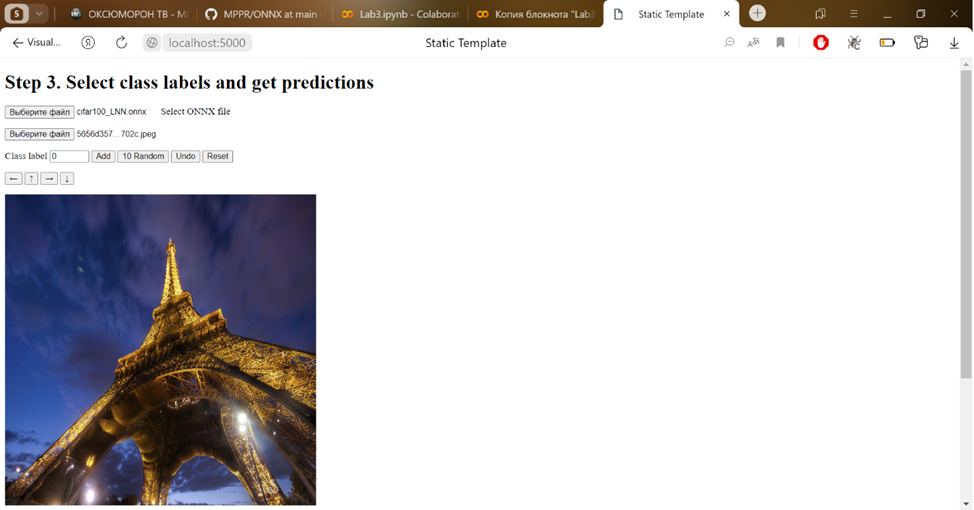 5 ОКСЮМОРОН ТВ - М MPPR/ONNX at main Lab3.ipynb - Colaborat Копия блокнота "Lab3 Static Template
Visual... Я localhost:5000 Static Template
Step 3. Select class labels and get predictions
Выберите файл cifar100_LNN.onnx Select ONNX file
Выберите файл 5656d357...702c.jpeg
Class label 0 Add 10 Random Undo Reset
← ↑ → ↓